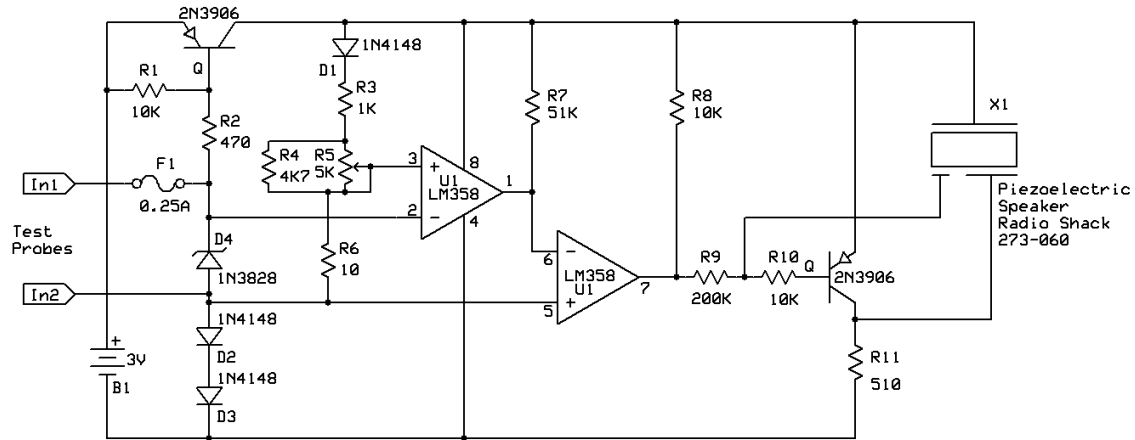 2N3906
Q
R1
10K
R2
470
F1
0.25A
In1
Test
Probes
In2
D4
1N3828
1N4148
D2
1N4148
D3
+
3V
B1
1N4148
D1
R3
1K
R4
4K7
R5
5K
R6
10
3
+
2
−
U1
LM358
8
4
1
R7
51K
6
−
5
+
LM358
U1
7
R8
10K
R9
200K
R10
10K
Q
2N3906
R11
510
X1
Piezoelectric
Speaker
Radio Shack
273-060